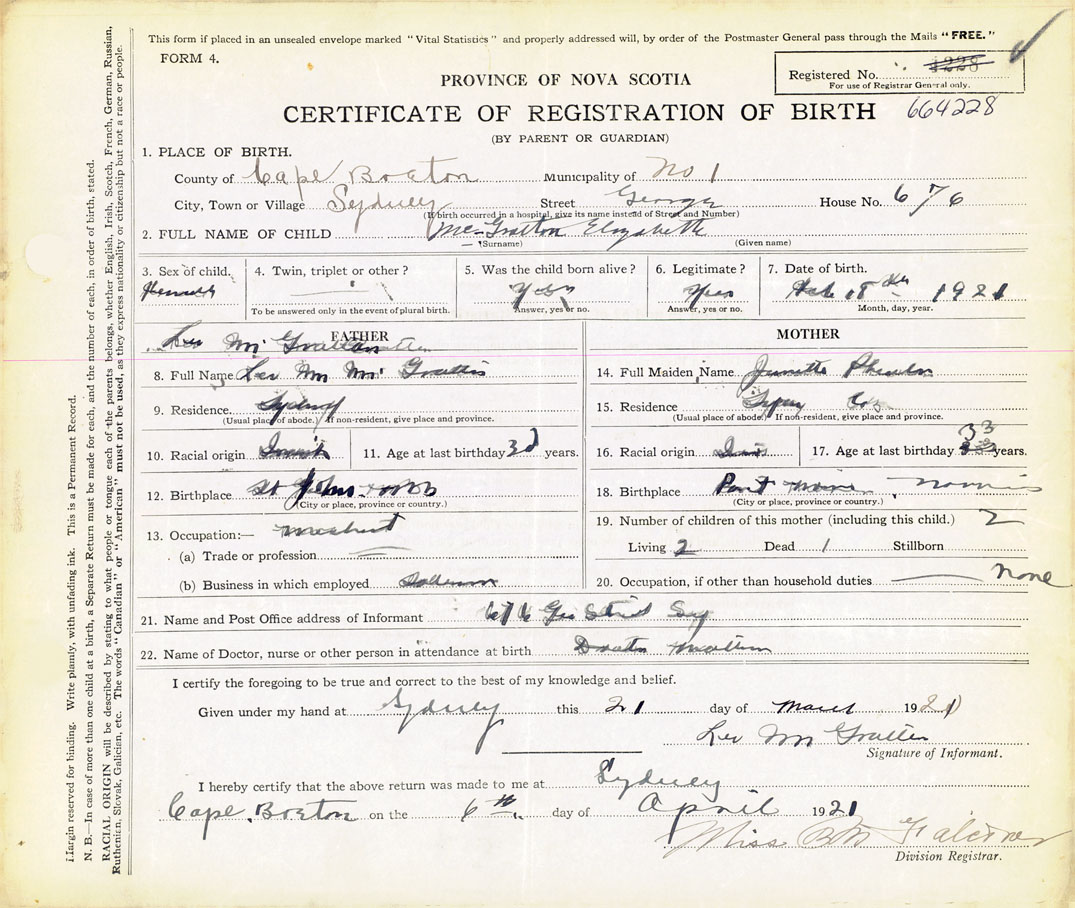 This form if placed in an unsealed envelope marked "Vital Statistics" and properly addressed will, by order of the Postmaster General pass through the Mails "FREE."
FORM 4.
Registered No. 4228
For use of Registrar General only.
PROVINCE OF NOVA SCOTIA
CERTIFICATE OF REGISTRATION OF BIRTH 664228
(BY PARENT OR GUARDIAN)
1. PLACE OF BIRTH.
County of Cape Breton Municipality of No 1
City, Town or Village Sydney Street George House No. 676
(If birth occurred in a hospital, give its name instead of Street and Number)
2. FULL NAME OF CHILD Elizabeth
(Surname) (Given name)
3. Sex of child. 4. Twin, triplet or other? 5. Was the child born alive? 6. Legitimate? 7. Date of birth.
Female Yes Yes 18 1921
To be answered only in the event of plural birth. Answer, yes or no. Answer, yes or no. Month, day, year.
FATHER MOTHER
8. Full Name Leo 14. Full Maiden Name
9. Residence Sydney 15. Residence
(Usual place of abode.) If non-resident, give place and province. (Usual place of abode.) If non-resident, give place and province.
10. Racial origin 11. Age at last birthday years. 16. Racial origin 17. Age at last birthday 33 years.
12. Birthplace St Johns 18. Birthplace Port
(City or place, province or country.) (City or place, province or country.)
13. Occupation:—
19. Number of children of this mother (including this child.) 2
(a) Trade or profession
Living 2 Dead 1 Stillborn
(b) Business in which employed
20. Occupation, if other than household duties none
21. Name and Post Office address of Informant 676 Geo Street Sy
22. Name of Doctor, nurse or other person in attendance at birth Doctor
I certify the foregoing to be true and correct to the best of my knowledge and belief.
Given under my hand at Sydney this 21 day of March 1921
Leo
Signature of Informant.
I hereby certify that the above return was made to me at Sydney
Cape Breton on the 6th day of April 1921
Miss
Division Registrar.
Margin reserved for binding. Write plainly, with unfading ink. This is a Permanent Record.
N. B.—In case of more than one child at a birth, a Separate Return must be made for each, and the number of each, in order of birth, stated.
RACIAL ORIGIN will be described by stating to what people or tongue each of the parents belongs, whether English, Irish, Scotch, French, German, Russian,
Ruthenian, Slovak, Galician, etc. The words "Canadian" or "American" must not be used, as they express nationality or citizenship but not a race or people.